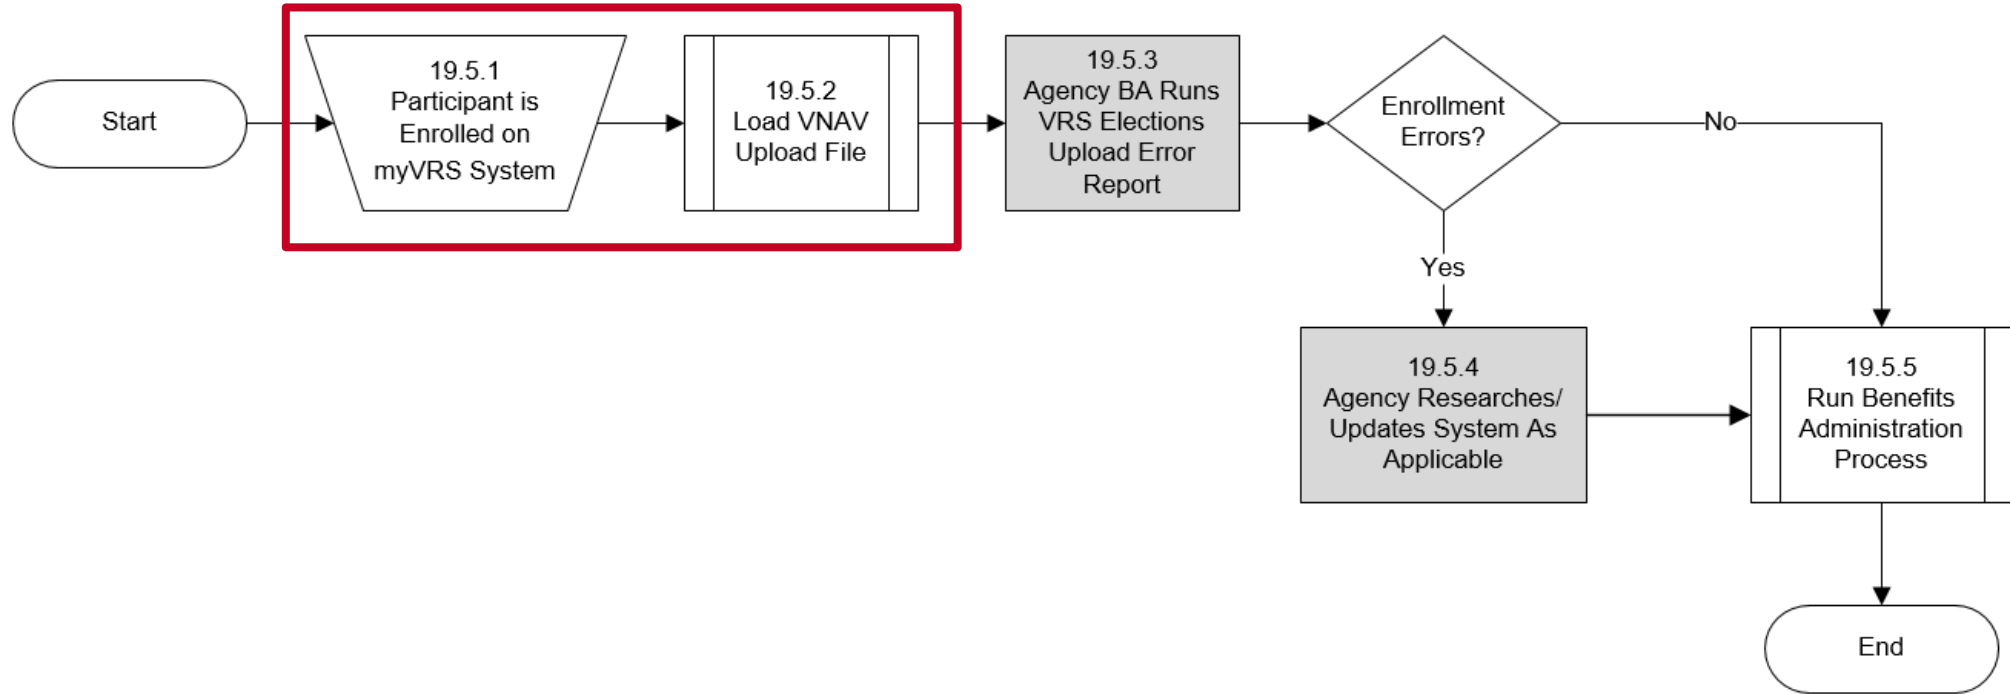 Start
19.5.1
Participant is
Enrolled on
myVRS System
19.5.2
Load VNAV
Upload File
19.5.3
Agency BA Runs
VRS Elections
Upload Error
Report
Enrollment
Errors?
No
Yes
19.5.4
Agency Researches/
Updates System As
Applicable
19.5.5
Run Benefits
Administration
Process
End